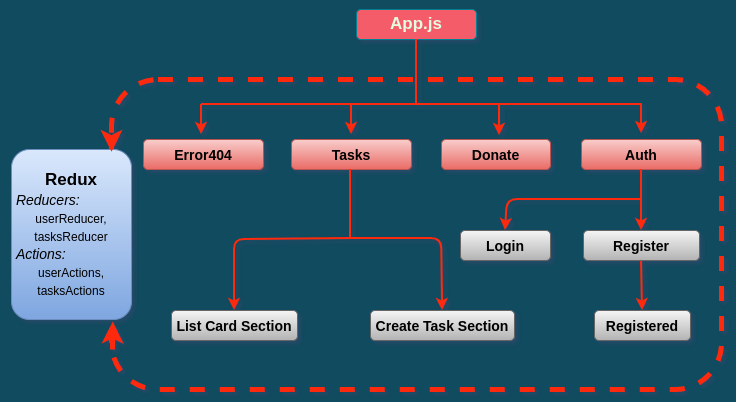 App.js
Error404
Tasks
Donate
Auth
Redux
Reducers:
userReducer,
tasksReducer
Actions:
userActions,
tasksActions
Login
Register
List Card Section
Create Task Section
Registered